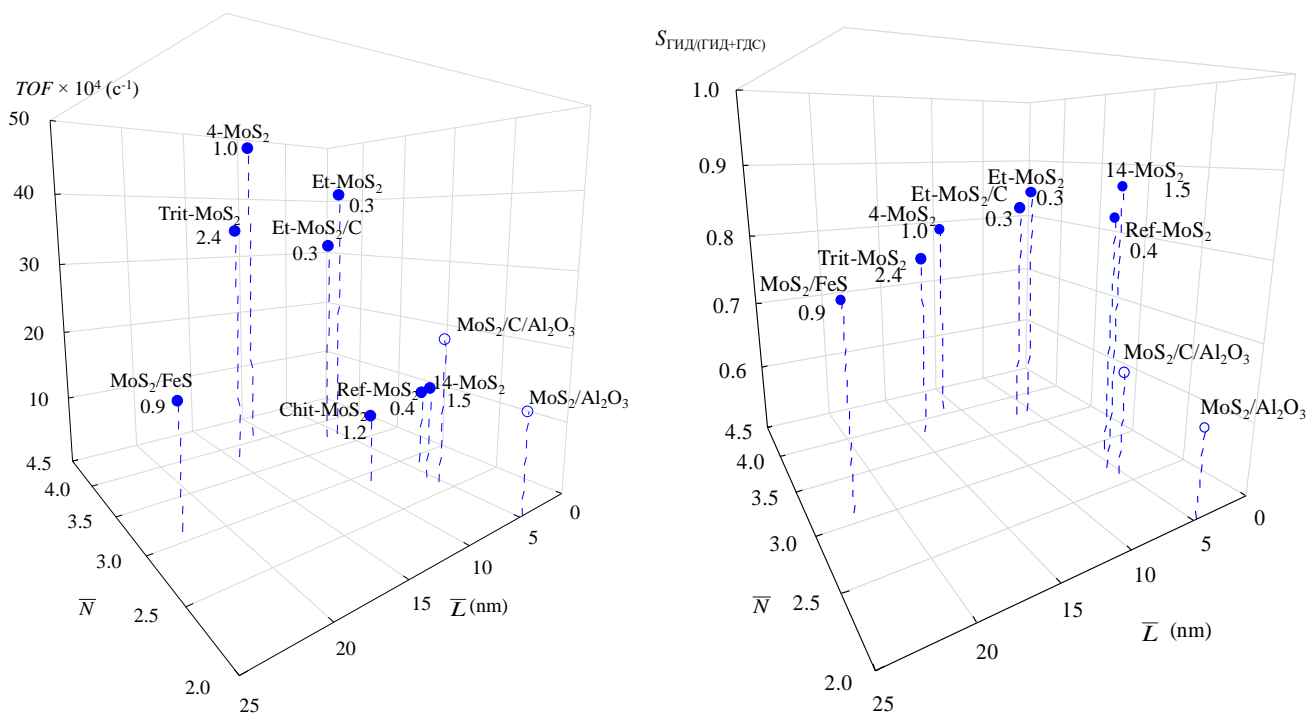 TOF × 10⁴ (с⁻¹)
50
40
30
20
10
4.5
4.0
3.5
3.0
2.5
2.0
N̅
25
20
15
10
5
0
L̅ (nm)
4-MoS₂
1.0
Trit-MoS₂
2.4
Et-MoS₂
0.3
Et-MoS₂/C
0.3
MoS₂/FeS
0.9
Ref-MoS₂
0.4
14-MoS₂
1.5
Chit-MoS₂
1.2
MoS₂/C/Al₂O₃
MoS₂/Al₂O₃
S ГИД/(ГИД+ГДС)
1.0
0.9
0.8
0.7
0.6
4.5
4.0
3.5
3.0
2.5
2.0
N̅
25
20
15
10
5
0
L̅ (nm)
Et-MoS₂
0.3
14-MoS₂
1.5
Et-MoS₂/C
0.3
4-MoS₂
1.0
Ref-MoS₂
0.4
Trit-MoS₂
2.4
MoS₂/FeS
0.9
MoS₂/C/Al₂O₃
MoS₂/Al₂O₃